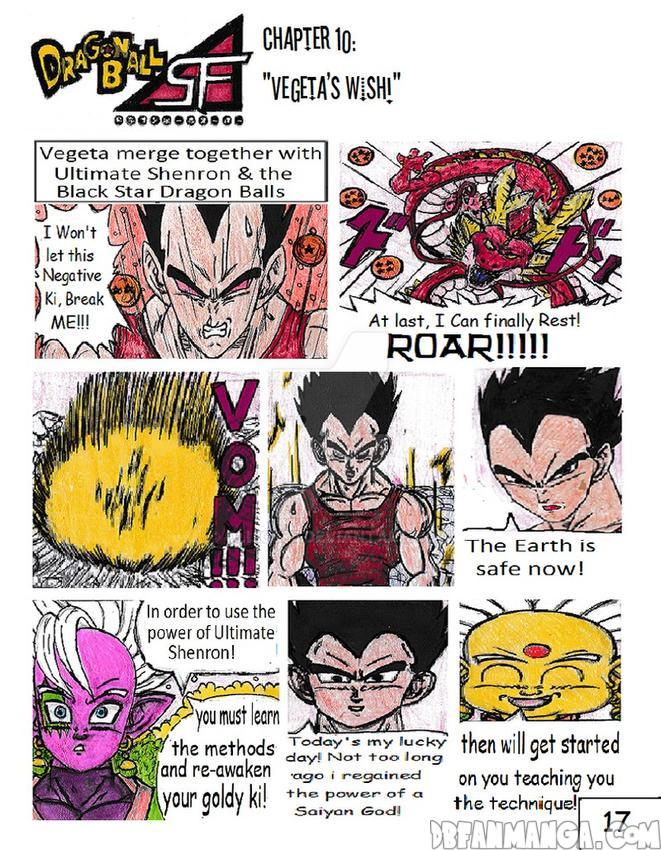 DRAGON
BALL
SF
CHAPTER 10:
"VEGETA'S WISH!"
Vegeta merge together with
Ultimate Shenron & the
Black Star Dragon Balls
I Won't
let this
Negative
Ki, Break
ME!!!
At last, I Can finally Rest!
ROAR!!!!!
VOM!!!
The Earth is
safe now!
In order to use the
power of Ultimate
Shenron!
you must learn
the methods
and re-awaken
your goldy ki!
Today's my lucky
day! Not too long
ago i regained
the power of a
Saiyan God!
then will get started
on you teaching you
the techniique!
17
DBFANMANGA.COM